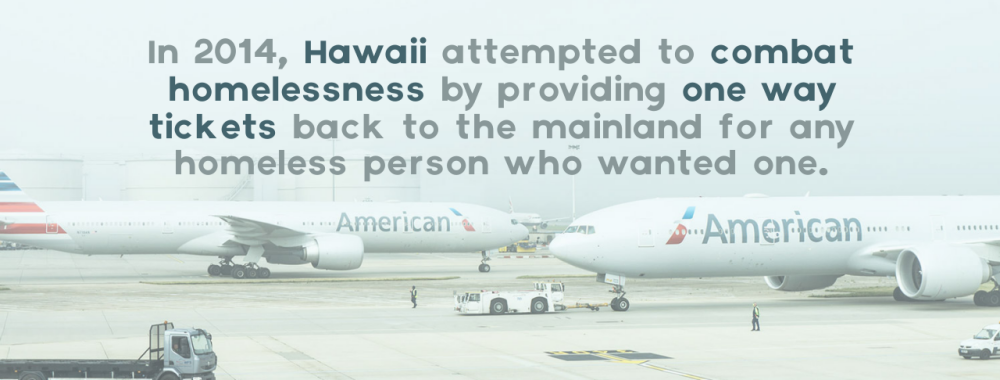 In 2014, Hawaii attempted to combat
homelessness by providing one way
tickets back to the mainland for any
homeless person who wanted one.
American
American